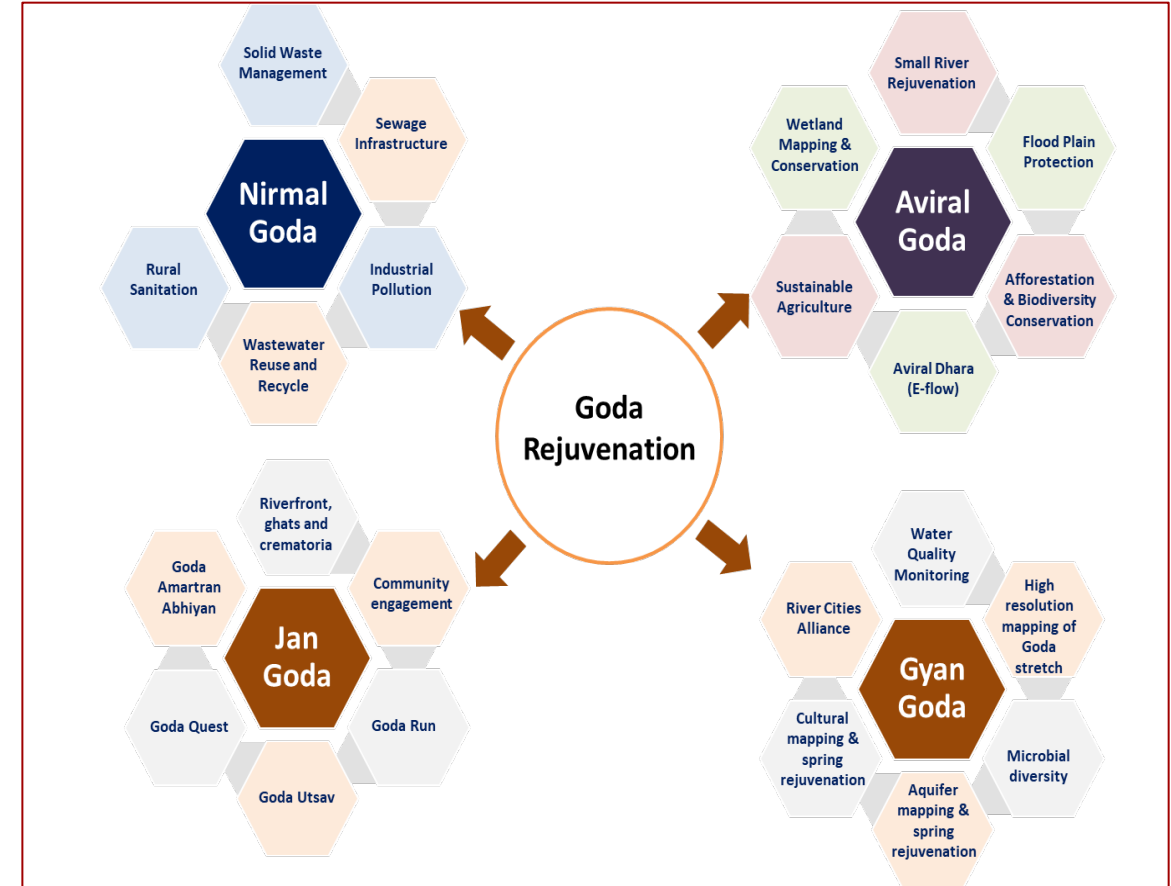 Solid Waste
Management
Sewage
Infrastructure
Nirmal
Goda
Rural
Sanitation
Industrial
Pollution
Wastewater
Reuse and
Recycle
Small River
Rejuvenation
Wetland
Mapping &
Conservation
Flood Plain
Protection
Aviral
Goda
Sustainable
Agriculture
Afforestation
& Biodiversity
Conservation
Aviral Dhara
(E-flow)
Goda
Rejuvenation
Riverfront,
ghats and
crematoria
Goda
Amartran
Abhiyan
Community
engagement
Jan
Goda
Goda Quest
Goda Run
Goda Utsav
Water
Quality
Monitoring
River Cities
Alliance
High
resolution
mapping of
Goda
stretch
Gyan
Goda
Cultural
mapping &
spring
rejuvenation
Microbial
diversity
Aquifer
mapping &
spring
rejuvenation